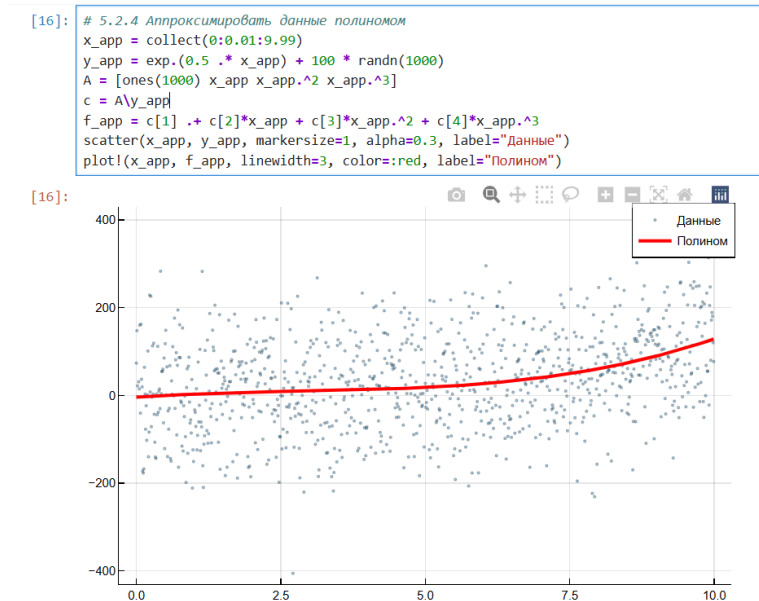 [16]: # 5.2.4 Аппроксимировать данные полиномом
x_app = collect(0:0.01:9.99)
y_app = exp.(0.5 .* x_app) + 100 * randn(1000)
A = [ones(1000) x_app x_app.^2 x_app.^3]
c = A\y_app
f_app = c[1] .+ c[2]*x_app + c[3]*x_app.^2 + c[4]*x_app.^3
scatter(x_app, y_app, markersize=1, alpha=0.3, label="Данные")
plot!(x_app, f_app, linewidth=3, color=:red, label="Полином")
[16]:
Данные
Полином
400
200
0
−200
−400
0.0 2.5 5.0 7.5 10.0